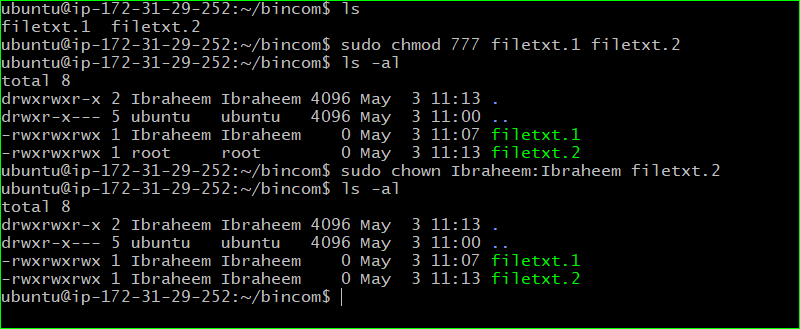 ubuntu@ip-172-31-29-252:~/bincom$ ls
filetxt.1  filetxt.2
ubuntu@ip-172-31-29-252:~/bincom$ sudo chmod 777 filetxt.1 filetxt.2
ubuntu@ip-172-31-29-252:~/bincom$ ls -al
total 8
drwxrwxr-x 2 Ibraheem Ibraheem 4096 May  3 11:13 .
drwxr-x--- 5 ubuntu   ubuntu   4096 May  3 11:00 ..
-rwxrwxrwx 1 Ibraheem Ibraheem    0 May  3 11:07 filetxt.1
-rwxrwxrwx 1 root     root        0 May  3 11:13 filetxt.2
ubuntu@ip-172-31-29-252:~/bincom$ sudo chown Ibraheem:Ibraheem filetxt.2
ubuntu@ip-172-31-29-252:~/bincom$ ls -al
total 8
drwxrwxr-x 2 Ibraheem Ibraheem 4096 May  3 11:13 .
drwxr-x--- 5 ubuntu   ubuntu   4096 May  3 11:00 ..
-rwxrwxrwx 1 Ibraheem Ibraheem    0 May  3 11:07 filetxt.1
-rwxrwxrwx 1 Ibraheem Ibraheem    0 May  3 11:13 filetxt.2
ubuntu@ip-172-31-29-252:~/bincom$